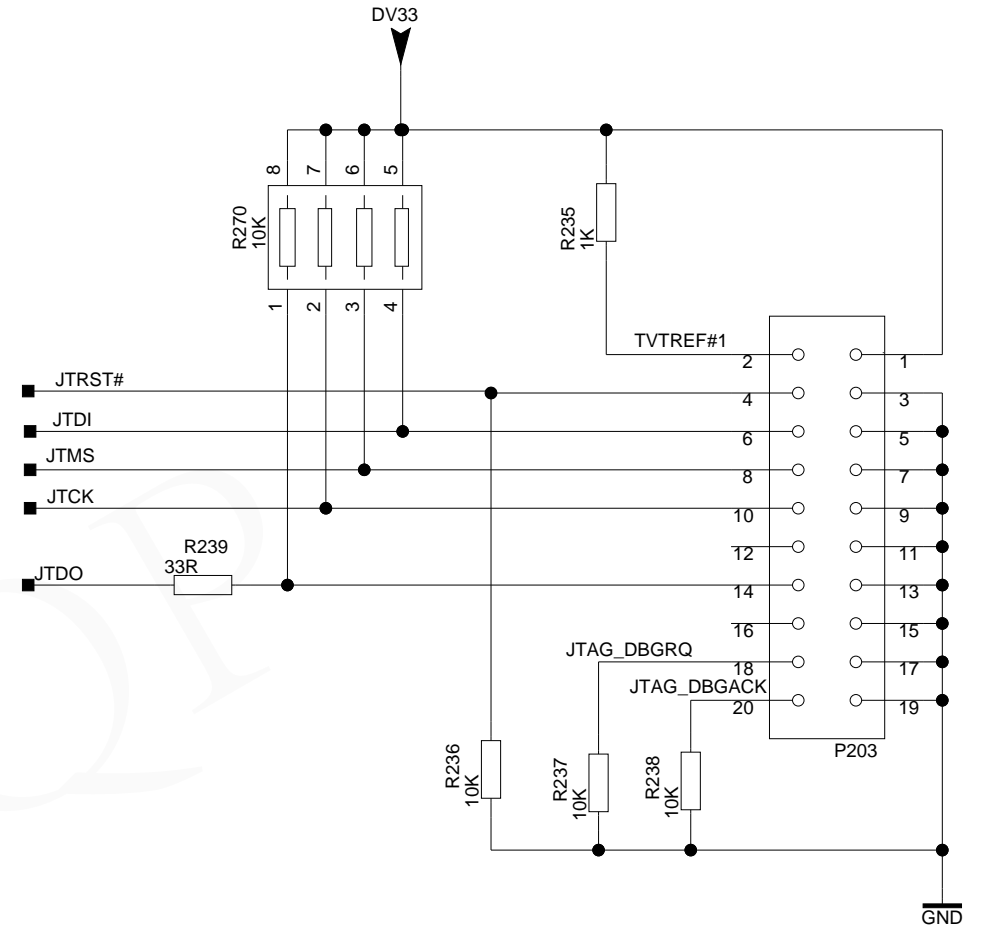 DV33
8
7
6
5
R270
10K
1
2
3
4
R235
1K
TVTREF#1
2
1
JTRST#
4
3
JTDI
6
5
JTMS
8
7
JTCK
10
9
12
11
R239
33R
JTDO
14
13
16
15
JTAG_DBGRQ
18
17
JTAG_DBGACK
20
19
P203
R236
10K
R237
10K
R238
10K
GND